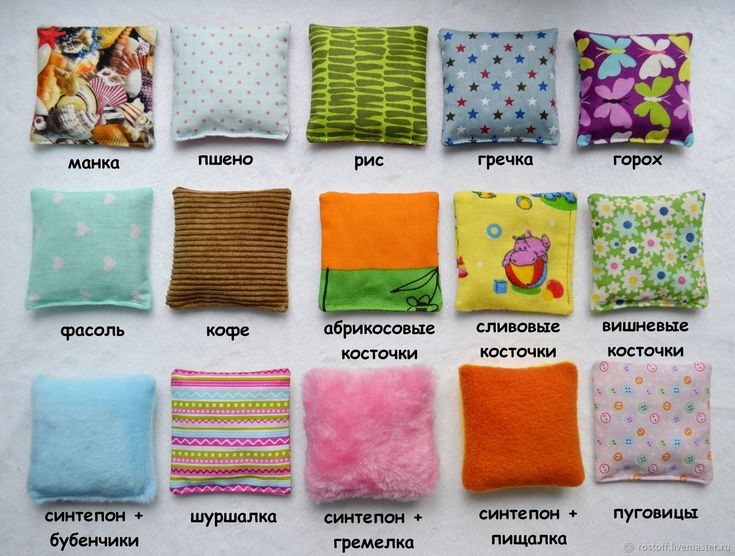 манка
пшено
рис
гречка
горох
фасоль
кофе
абрикосовые
косточки
сливовые
косточки
вишневые
косточки
синтепон +
бубенчики
шуршалка
синтепон +
гремелка
синтепон +
пищалка
пуговицы
rostoff.livemaster.ru